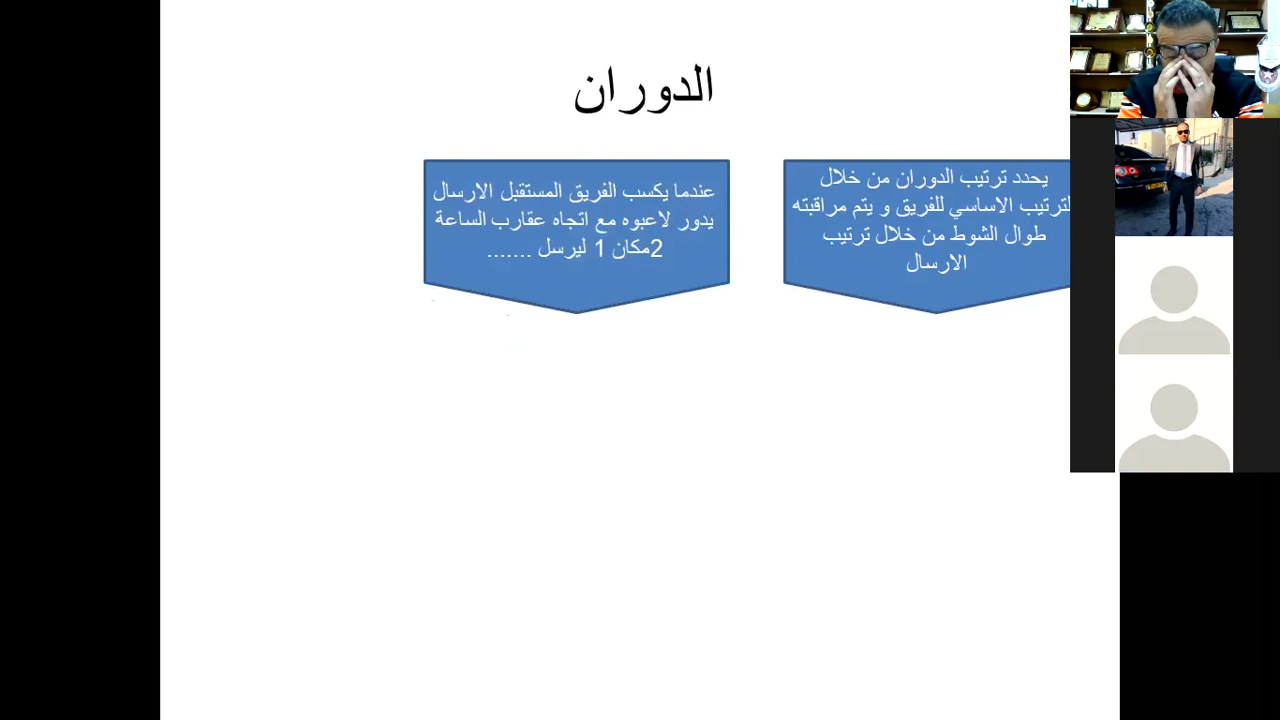 الدوران
يحدد ترتيب الدوران من خلال
لترتيب الاساسي للفريق و يتم مراقبته
طوال الشوط من خلال ترتيب
الارسال
عندما يكسب الفريق المستقبل الارسال
يدور لاعبوه مع اتجاه عقارب الساعة
2مكان 1 ليرسل .......